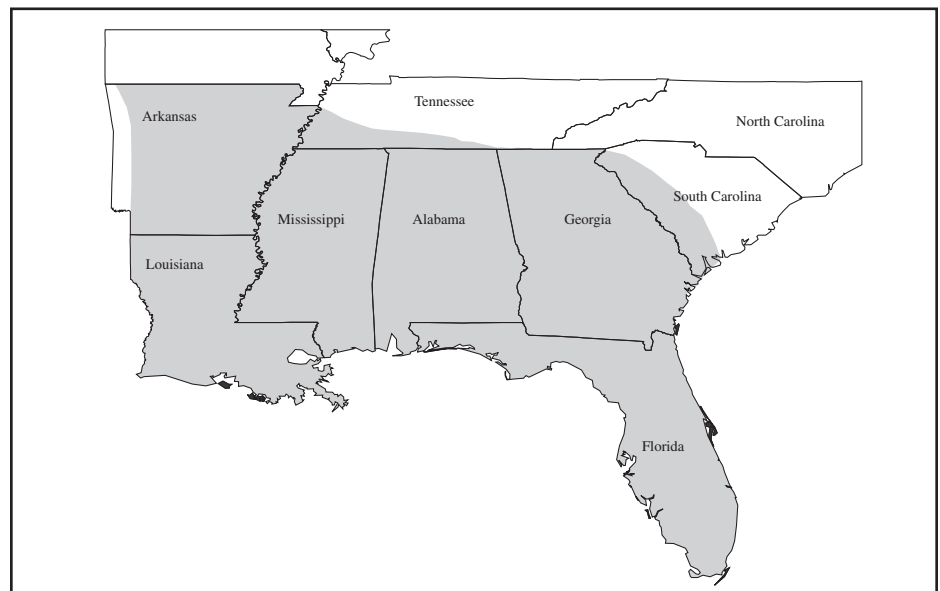 Tennessee
Arkansas
North Carolina
South Carolina
Mississippi
Alabama
Georgia
Louisiana
Florida